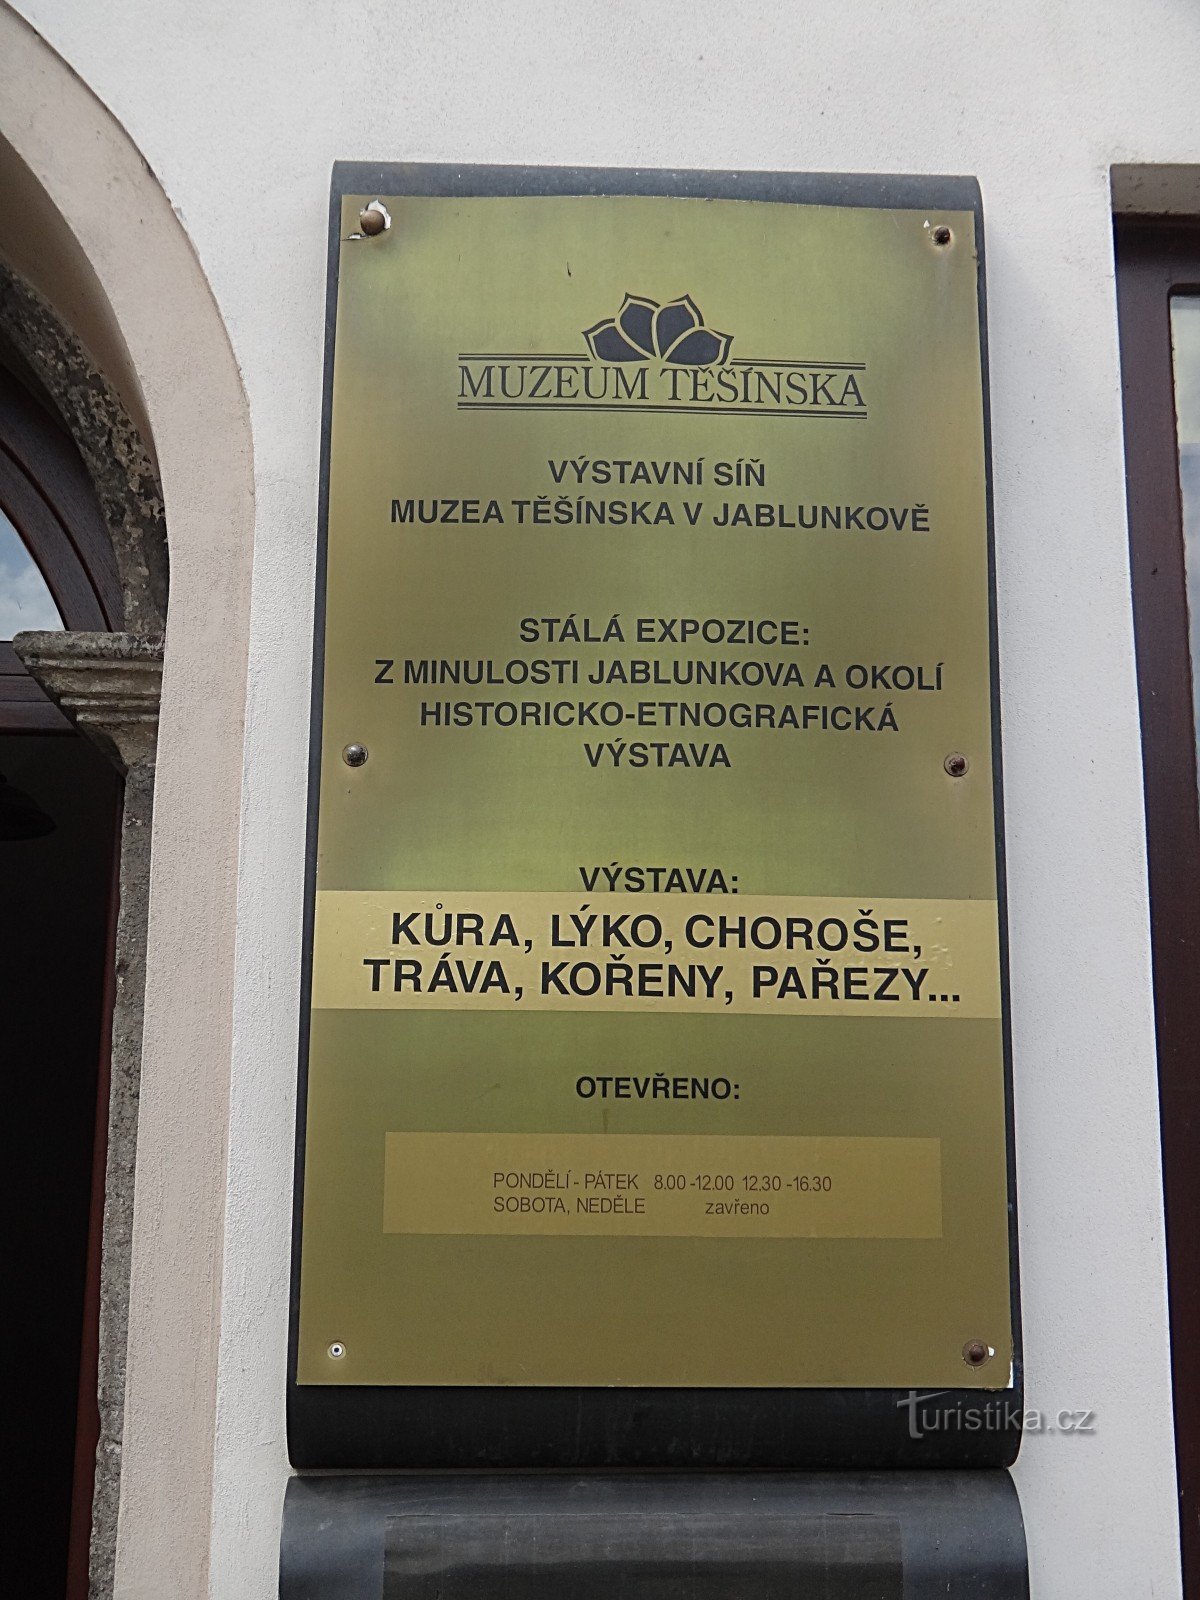 MUZEUM TĚŠÍNSKA
VÝSTAVNÍ SÍŇ
MUZEA TĚŠÍNSKA V JABLUNKOVĚ
STÁLÁ EXPOZICE:
Z MINULOSTI JABLUNKOVA A OKOLÍ
HISTORICKO-ETNOGRAFICKÁ
VÝSTAVA
VÝSTAVA:
KŮRA, LÝKO, CHOROŠE,
TRÁVA, KOŘENY, PAŘEZY...
OTEVŘENO:
PONDĚLÍ - PÁTEK 8.00 -12.00 12.30 -16.30
SOBOTA, NEDĚLE zavřeno
Turistika.cz